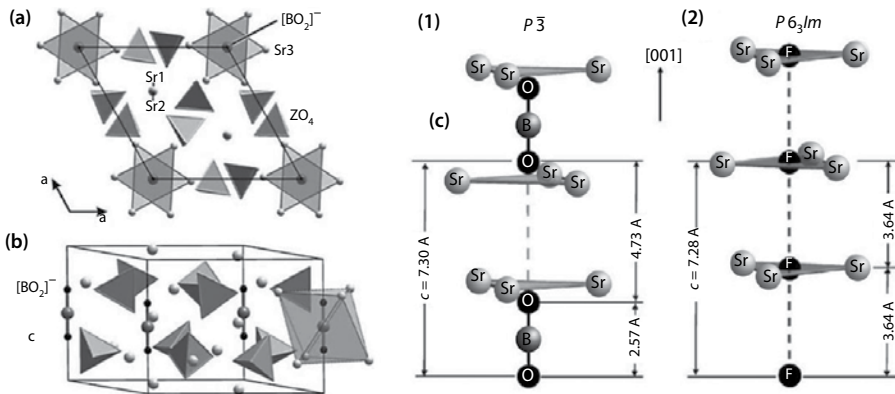 (a)
[BO₂]⁻
Sr3
Sr1
Sr2
ZO₄
a
a
(b)
[BO₂]⁻
c
(1)
P 3̅
[001]
(c)
Sr
Sr
Sr
O
B
O
Sr
Sr
Sr
c = 7.30 A
4.73 A
Sr
Sr
Sr
O
B
2.57 A
O
(2)
P 6₃lm
Sr
F
Sr
Sr
Sr
F
Sr
Sr
c = 7.28 A
3.64 A
Sr
F
Sr
Sr
3.64 A
F